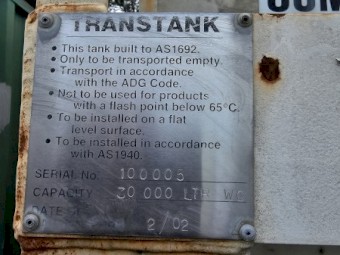 TRANSTANK
• This tank built to AS1692.
• Only to be transported empty.
• Transport in accordance
with the ADG Code.
• Not to be used for products
with a flash point below 65°C.
• To be installed on a flat
level surface.
• To be installed in accordance
with AS1940.
SERIAL No 100005
CAPACITY 30 000 LTR WC
DATE
2/02